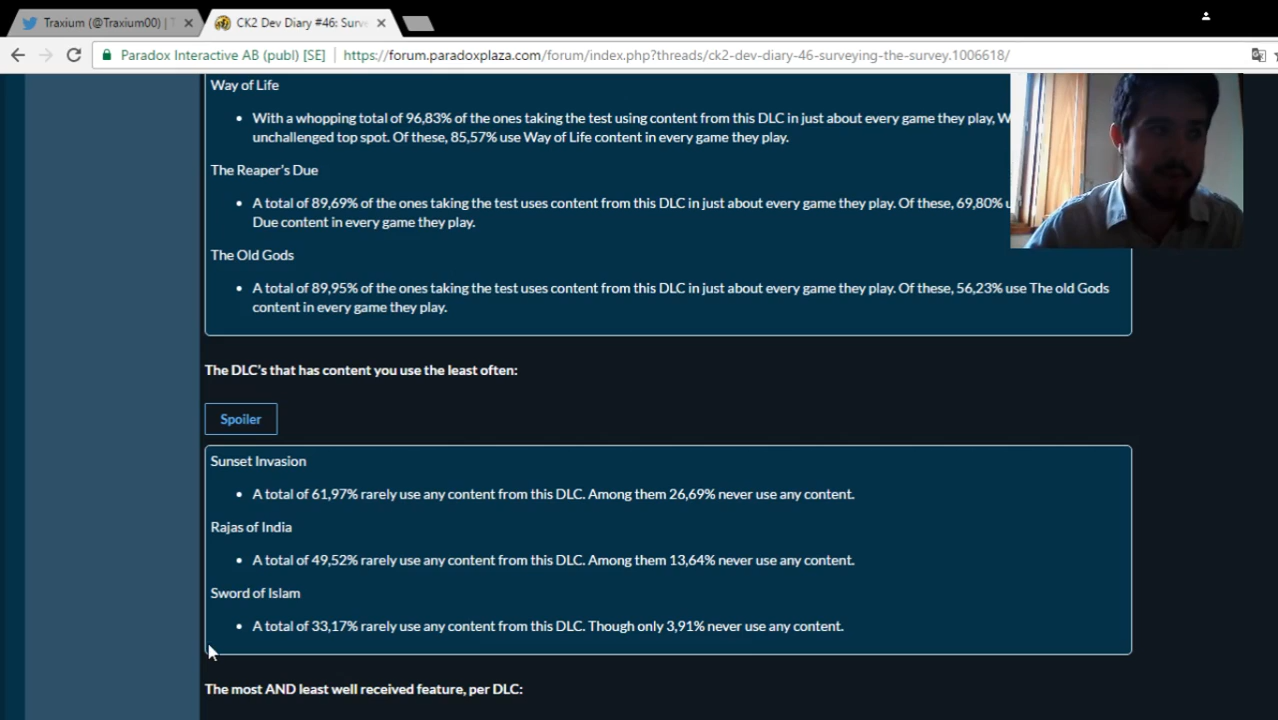 Traxium (@Traxium00) | T
CK2 Dev Diary #46: Surve
Paradox Interactive AB (publ) [SE]
https://forum.paradoxplaza.com/forum/index.php?threads/ck2-dev-diary-46-surveying-the-survey.1006618/
Way of Life
With a whopping total of 96,83% of the ones taking the test using content from this DLC in just about every game they play, W
unchallenged top spot. Of these, 85,57% use Way of Life content in every game they play.
The Reaper's Due
A total of 89,69% of the ones taking the test uses content from this DLC in just about every game they play. Of these, 69,80% u
Due content in every game they play.
The Old Gods
A total of 89,95% of the ones taking the test uses content from this DLC in just about every game they play. Of these, 56,23% use The old Gods
content in every game they play.
The DLC's that has content you use the least often:
Spoiler
Sunset Invasion
A total of 61,97% rarely use any content from this DLC. Among them 26,69% never use any content.
Rajas of India
A total of 49,52% rarely use any content from this DLC. Among them 13,64% never use any content.
Sword of Islam
A total of 33,17% rarely use any content from this DLC. Though only 3,91% never use any content.
The most AND least well received feature, per DLC: